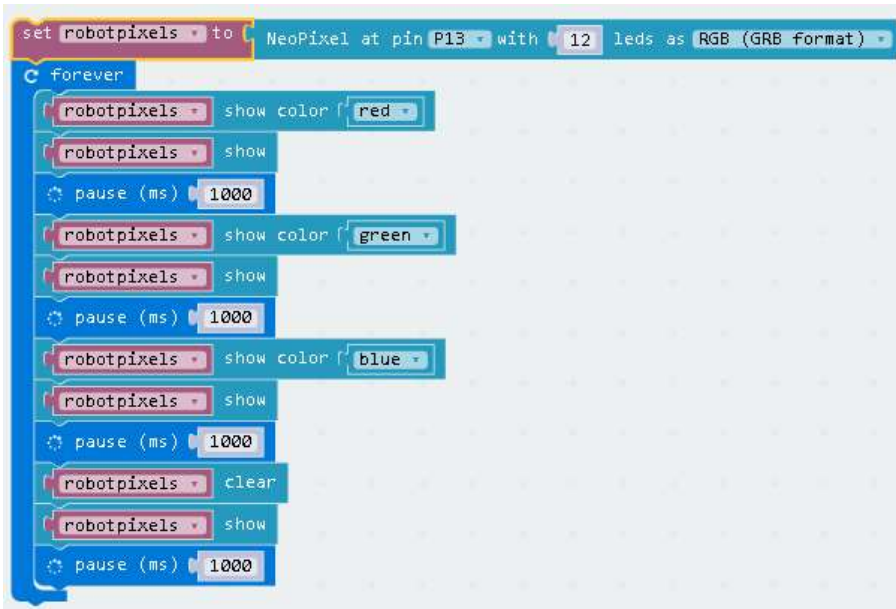 set robotpixels to NeoPixel at pin P13 with 12 leds as RGB (GRB format)
forever
robotpixels show color red
robotpixels show
pause (ms) 1000
robotpixels show color green
robotpixels show
pause (ms) 1000
robotpixels show color blue
robotpixels show
pause (ms) 1000
robotpixels clear
robotpixels show
pause (ms) 1000